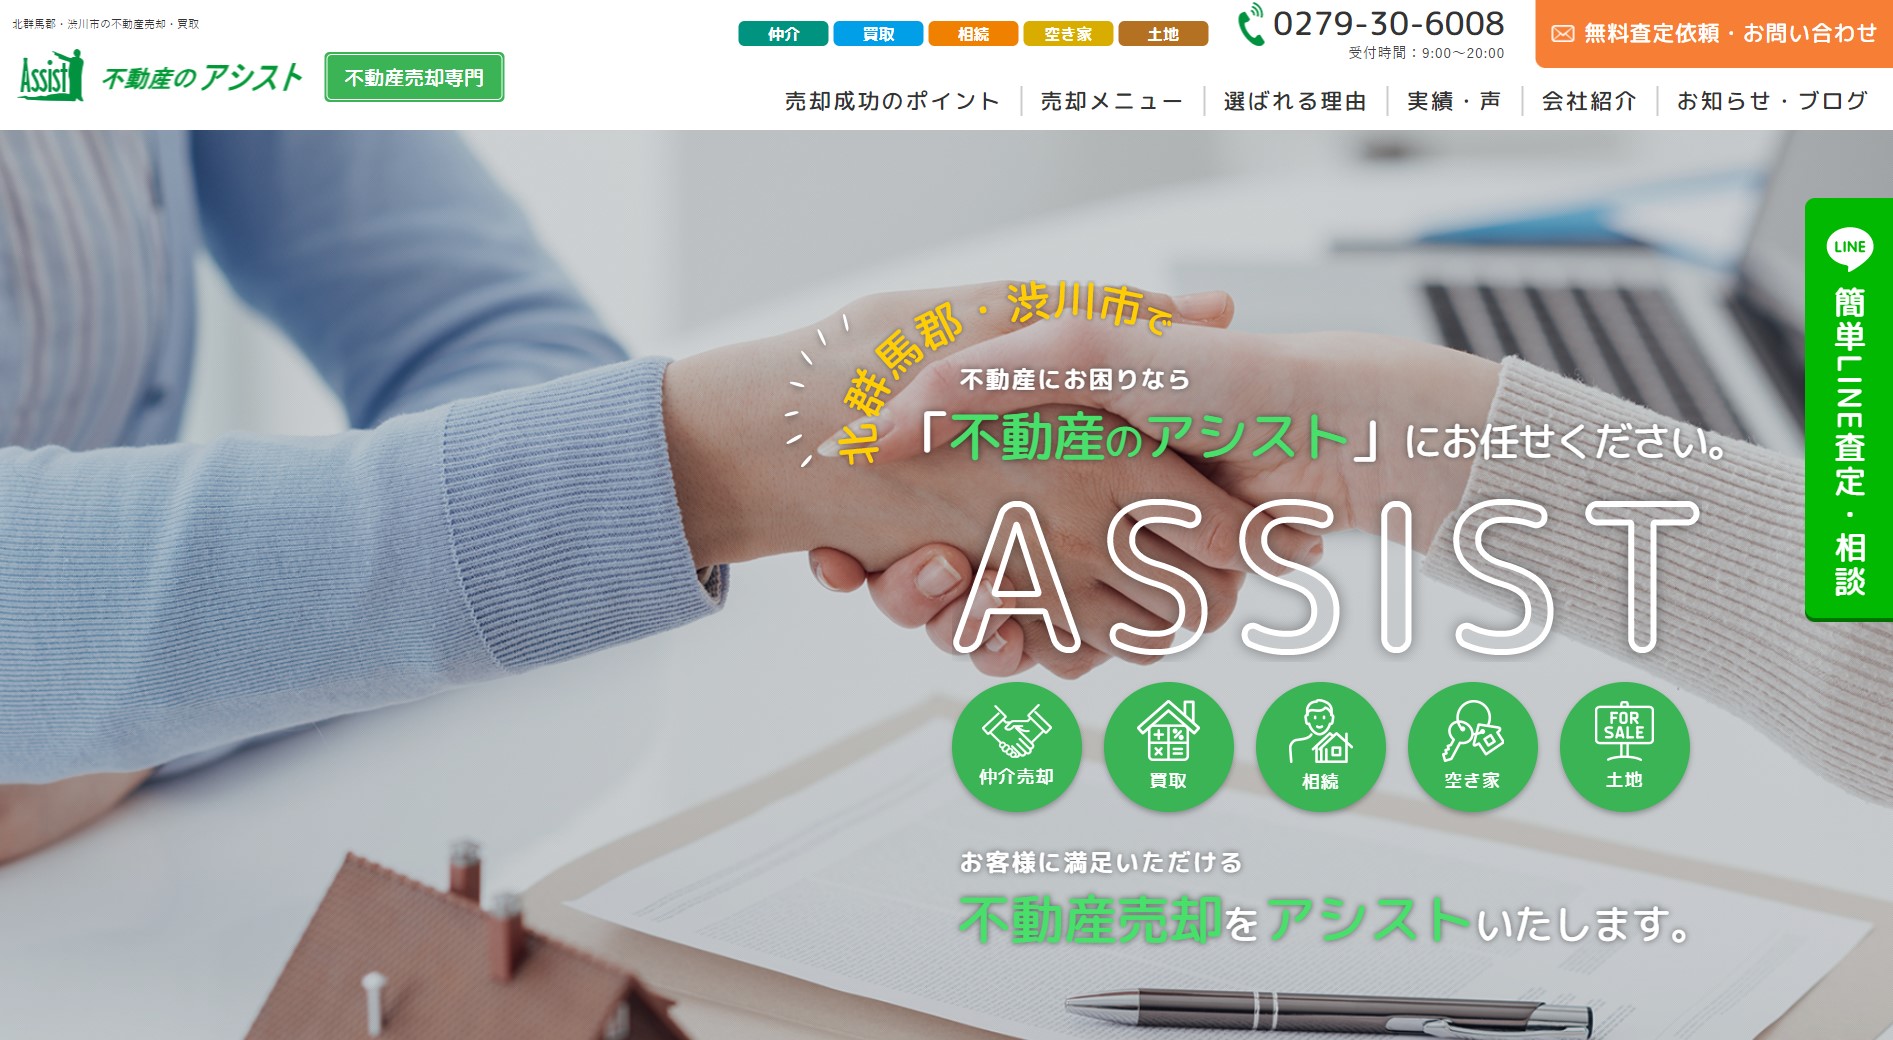 北群馬郡・渋川市の不動産売却・買取
Assist 不動産のアシスト
不動産売却専門
仲介
買取
相続
空き家
土地
0279-30-6008
受付時間：9:00～20:00
無料査定依頼・お問い合わせ
売却成功のポイント
売却メニュー
選ばれる理由
実績・声
会社紹介
お知らせ・ブログ
LINE
簡単LINE査定・相談
北群馬郡・渋川市で
不動産にお困りなら
「不動産のアシスト」にお任せください。
ASSIST
仲介売却
買取
相続
空き家
FOR
SALE
土地
お客様に満足いただける
不動産売却をアシストいたします。